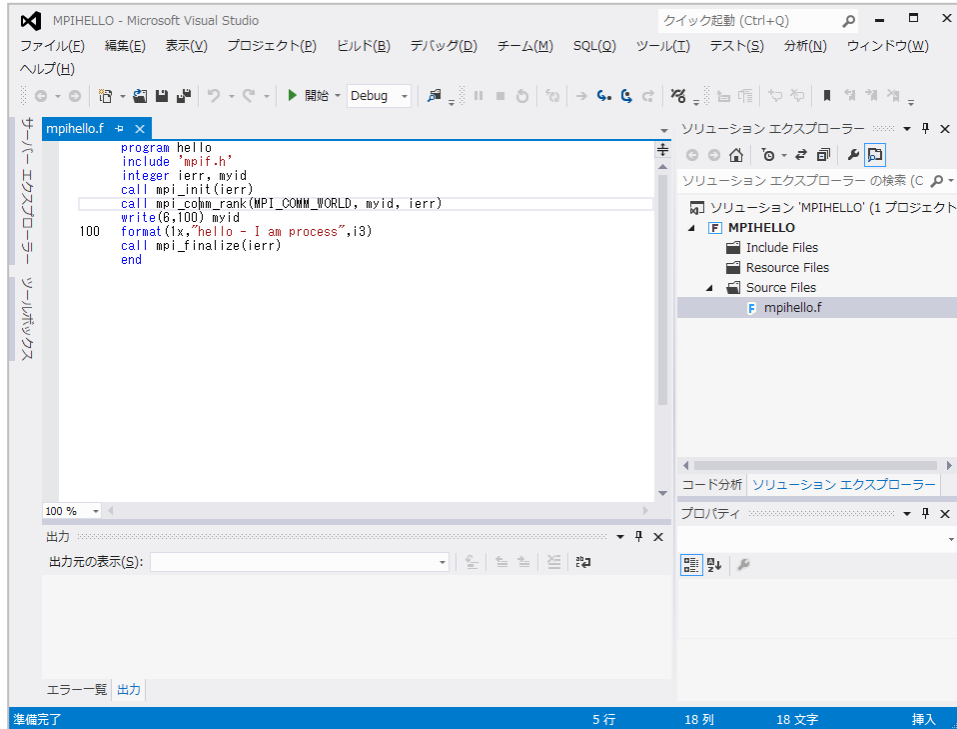 MPIHELLO - Microsoft Visual Studio
クイック起動 (Ctrl+Q)
ファイル(F) 編集(E) 表示(V) プロジェクト(P) ビルド(B) デバッグ(D) チーム(M) SQL(Q) ツール(T) テスト(S) 分析(N) ウィンドウ(W)
ヘルプ(H)
開始 Debug
サーバー エクスプローラー
ツールボックス
mpihello.f
program hello
include 'mpif.h'
integer ierr, myid
call mpi_init(ierr)
call mpi_comm_rank(MPI_COMM_WORLD, myid, ierr)
write(6,100) myid
100 format(1x,"hello - I am process",i3)
call mpi_finalize(ierr)
end
100 %
ソリューション エクスプローラー
ソリューション エクスプローラー の検索 (C
ソリューション 'MPIHELLO' (1 プロジェクト
MPIHELLO
Include Files
Resource Files
Source Files
mpihello.f
コード分析 ソリューション エクスプローラー
プロパティ
出力
出力元の表示(S):
エラー一覧 出力
準備完了 5 行 18 列 18 文字 挿入